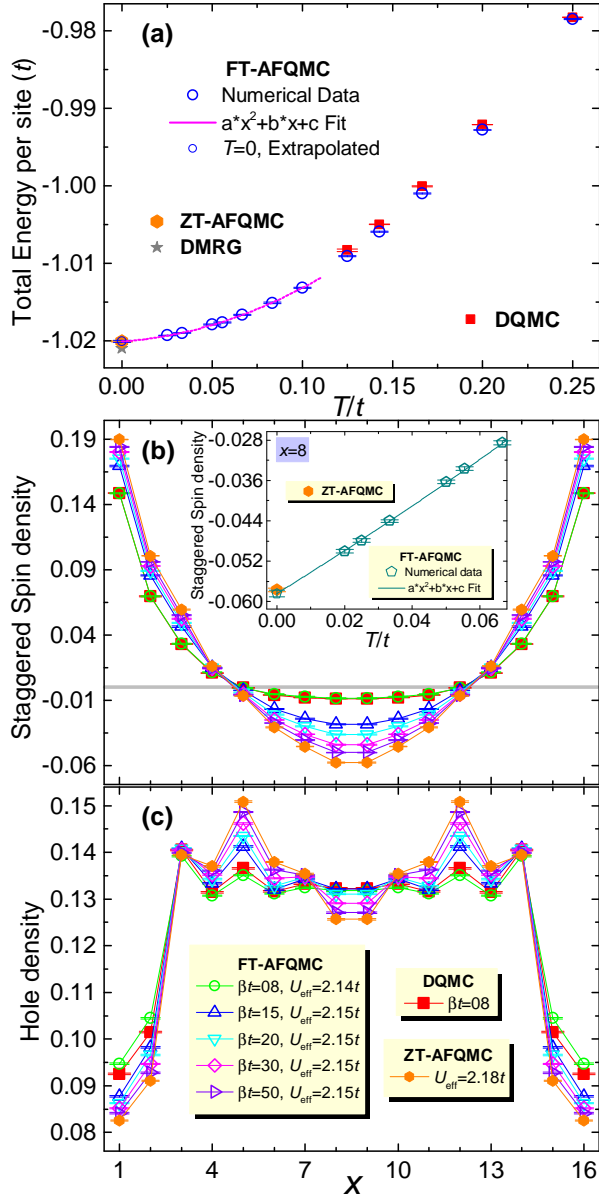 -0.98
-0.99
-1.00
-1.01
-1.02
Total Energy per site (t)
(a)
FT-AFQMC
Numerical Data
a*x²+b*x+c Fit
T=0, Extrapolated
ZT-AFQMC
DMRG
DQMC
0.00 0.05 0.10 0.15 0.20 0.25
T/t
0.19
0.14
0.09
0.04
-0.01
-0.06
Staggered Spin density
(b)
-0.028
-0.036
-0.044
-0.052
-0.060
Staggered Spin density
x=8
ZT-AFQMC
FT-AFQMC
Numerical data
a*x²+b*x+c Fit
0.00 0.02 0.04 0.06
T/t
0.15
0.14
0.13
0.12
0.11
0.10
0.09
0.08
Hole density
(c)
FT-AFQMC
βt=08, Ueff=2.14t
βt=15, Ueff=2.15t
βt=20, Ueff=2.15t
βt=30, Ueff=2.15t
βt=50, Ueff=2.15t
DQMC
βt=08
ZT-AFQMC
Ueff=2.18t
1 4 7 10 13 16
x